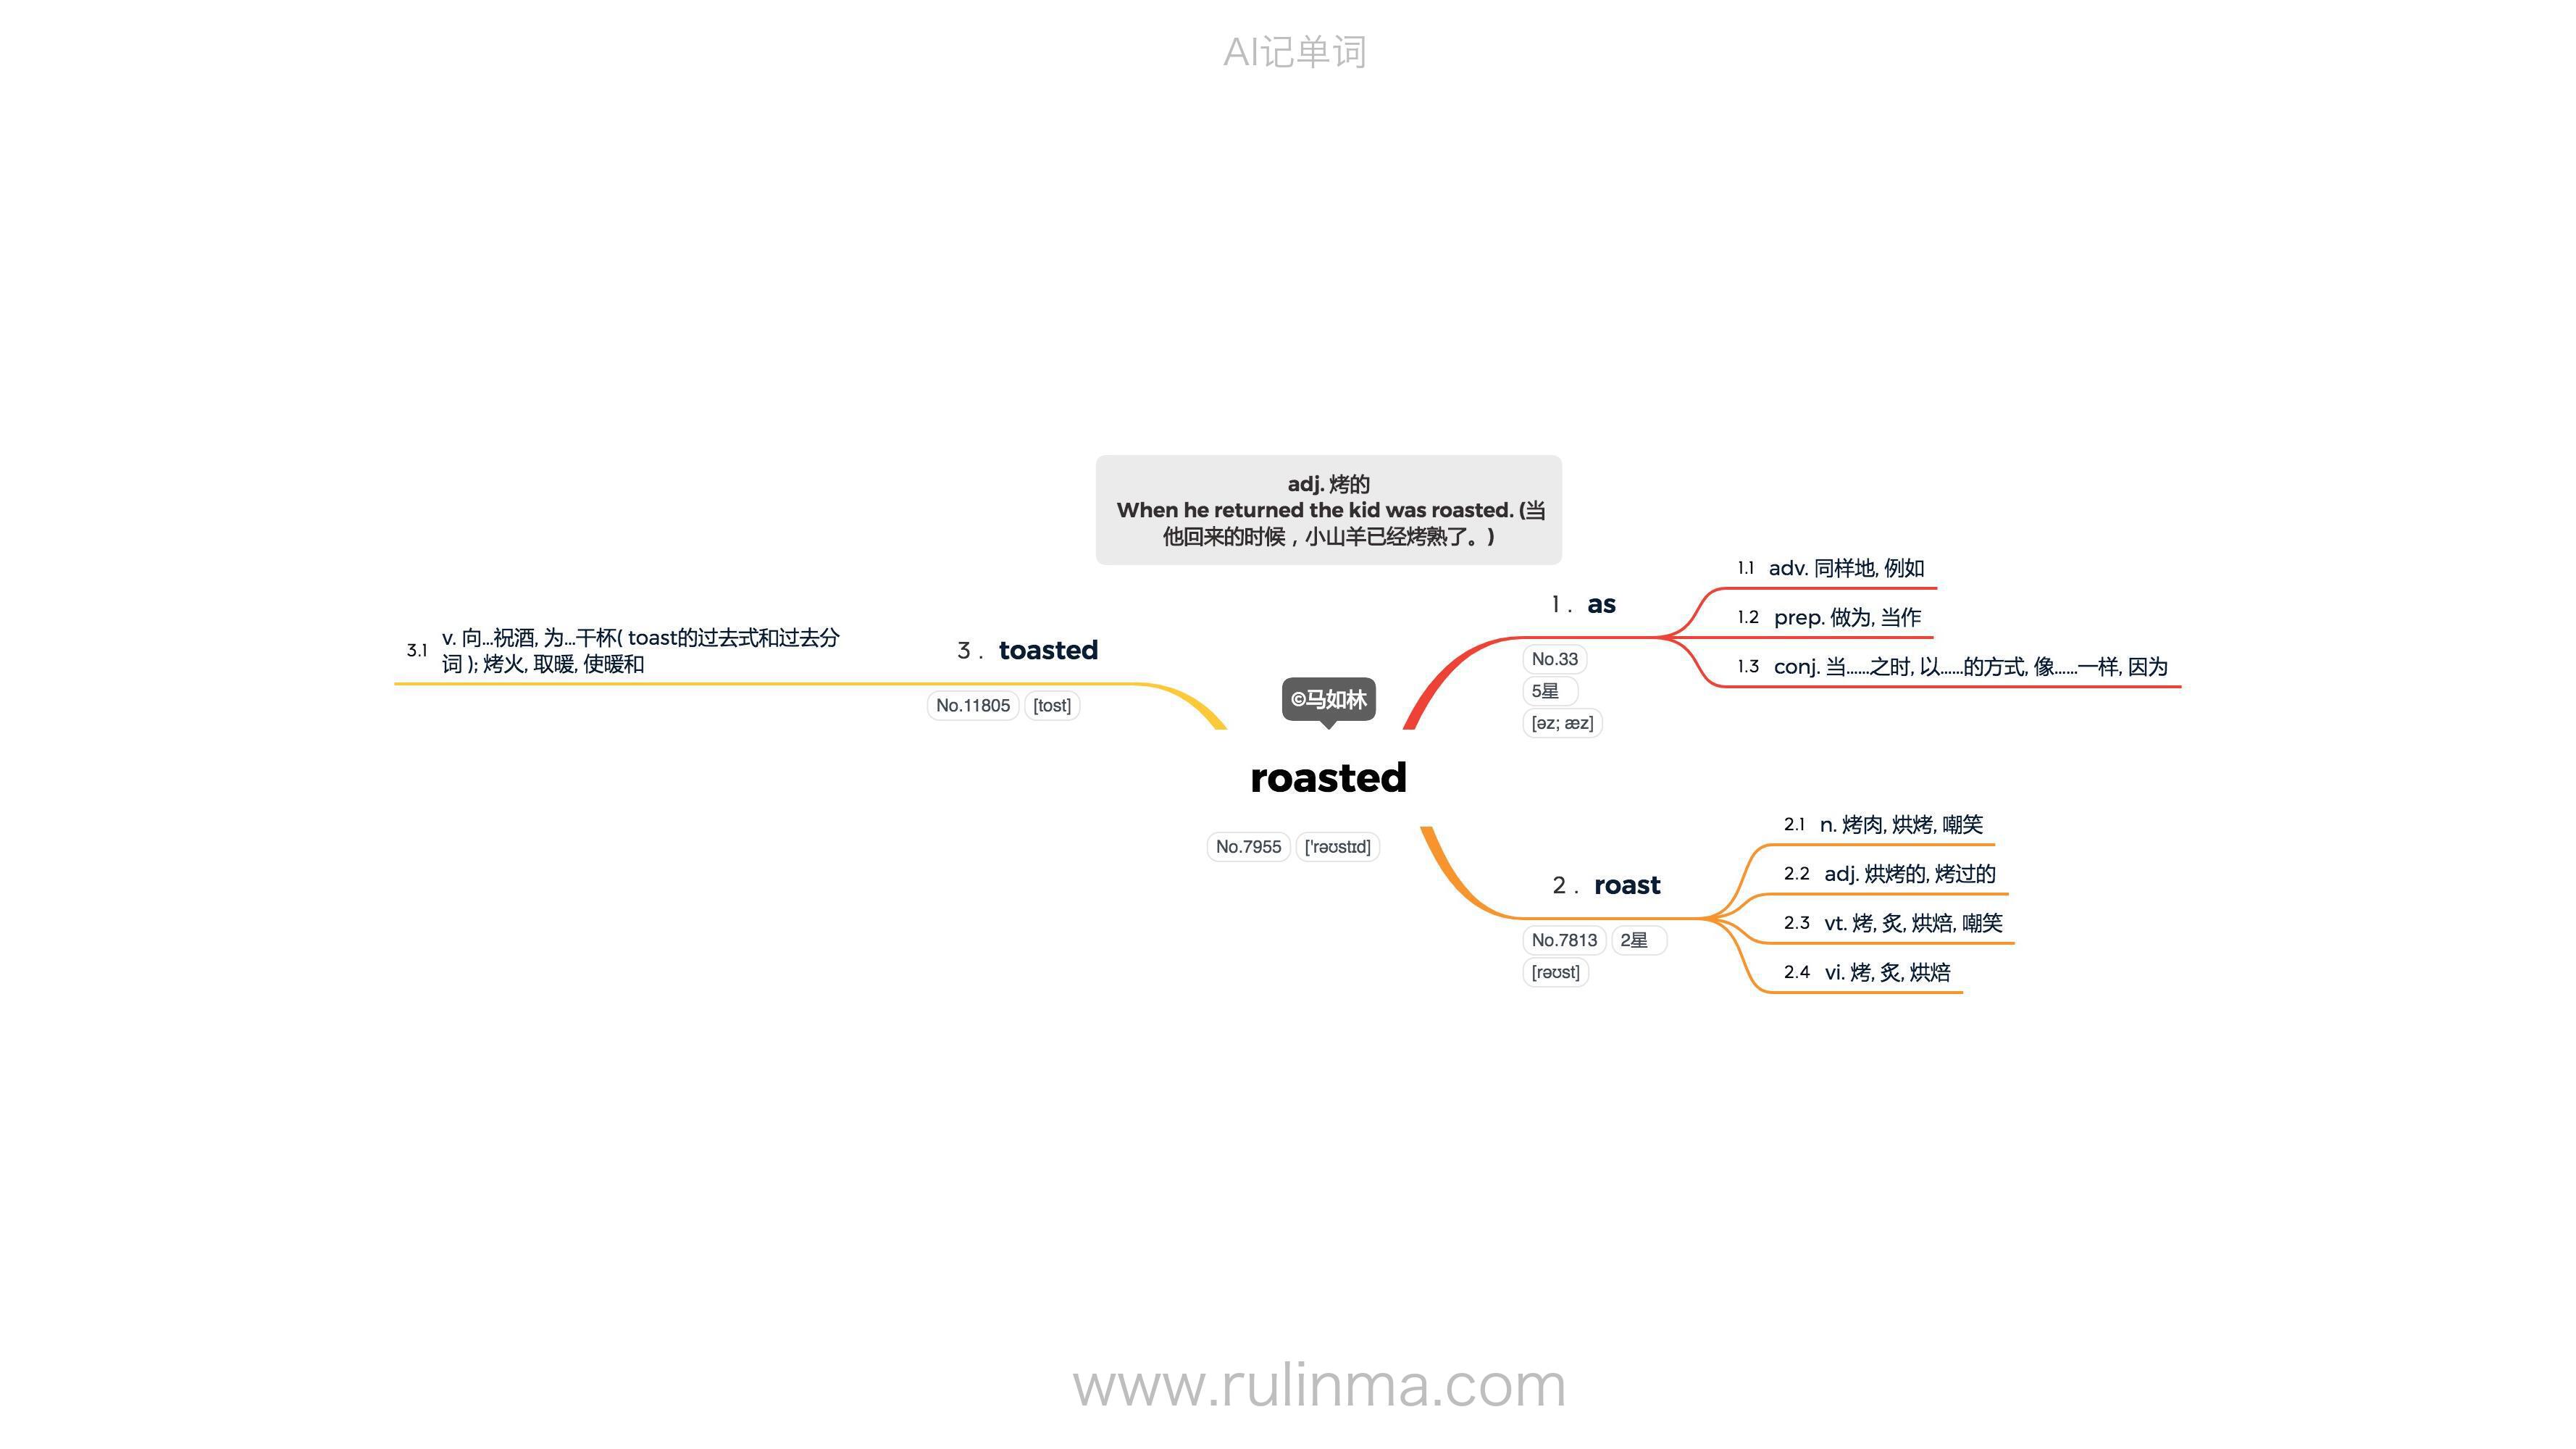 AI记单词
adj. 烤的
When he returned the kid was roasted. (当
他回来的时候，小山羊已经烤熟了。)
©马如林
roasted
No.7955 ['rəʊstɪd]
1 . as
No.33
5星
[əz; æz]
1.1 adv. 同样地, 例如
1.2 prep. 做为, 当作
1.3 conj. 当......之时, 以......的方式, 像......一样, 因为
2 . roast
No.7813 2星
[rəʊst]
2.1 n. 烤肉, 烘烤, 嘲笑
2.2 adj. 烘烤的, 烤过的
2.3 vt. 烤, 炙, 烘焙, 嘲笑
2.4 vi. 烤, 炙, 烘焙
3 . toasted
No.11805 [tost]
3.1 v. 向...祝酒, 为...干杯( toast的过去式和过去分
词 ); 烤火, 取暖, 使暖和
www.rulinma.com